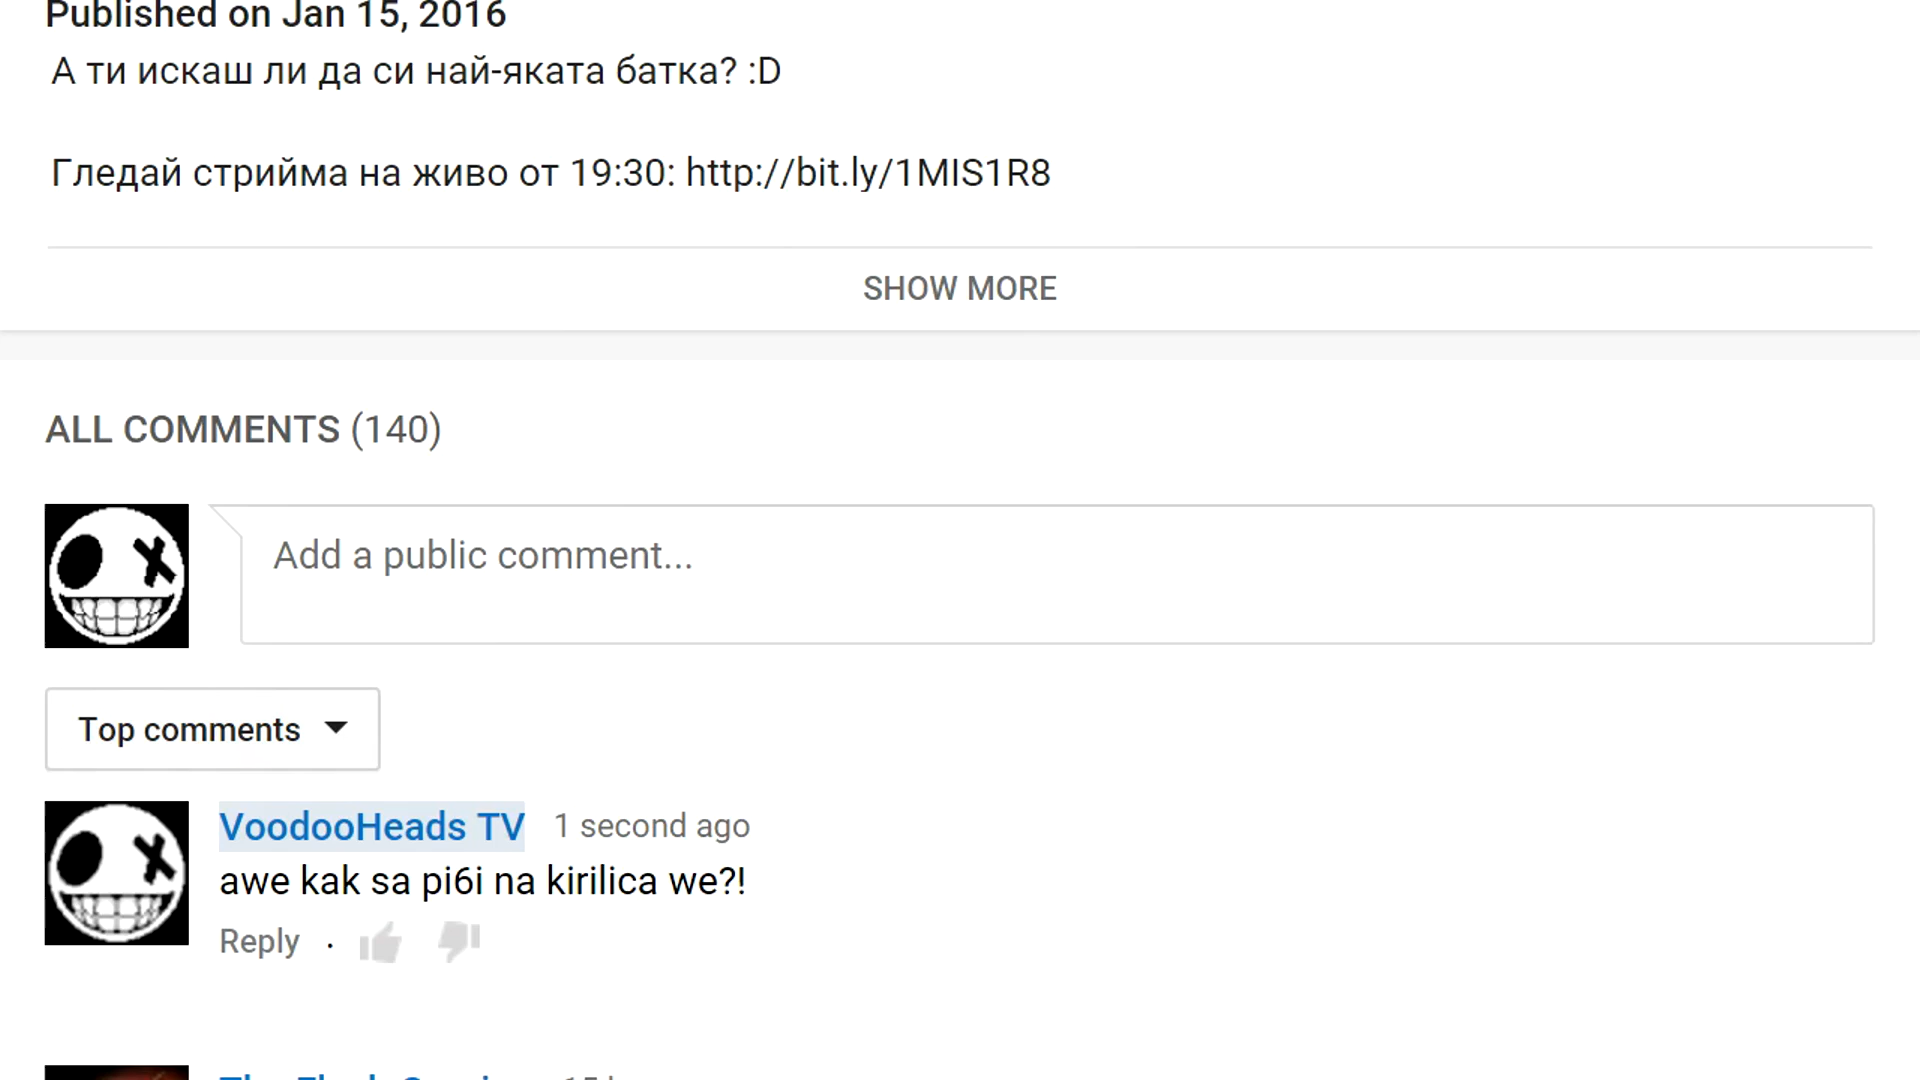 Published on Jan 15, 2016
А ти искаш ли да си най-яката батка? :D
Гледай стрийма на живо от 19:30: http://bit.ly/1MIS1R8
SHOW MORE
ALL COMMENTS (140)
Add a public comment...
Top comments
VoodooHeads TV 1 second ago
awe kak sa pi6i na kirilica we?!
Reply